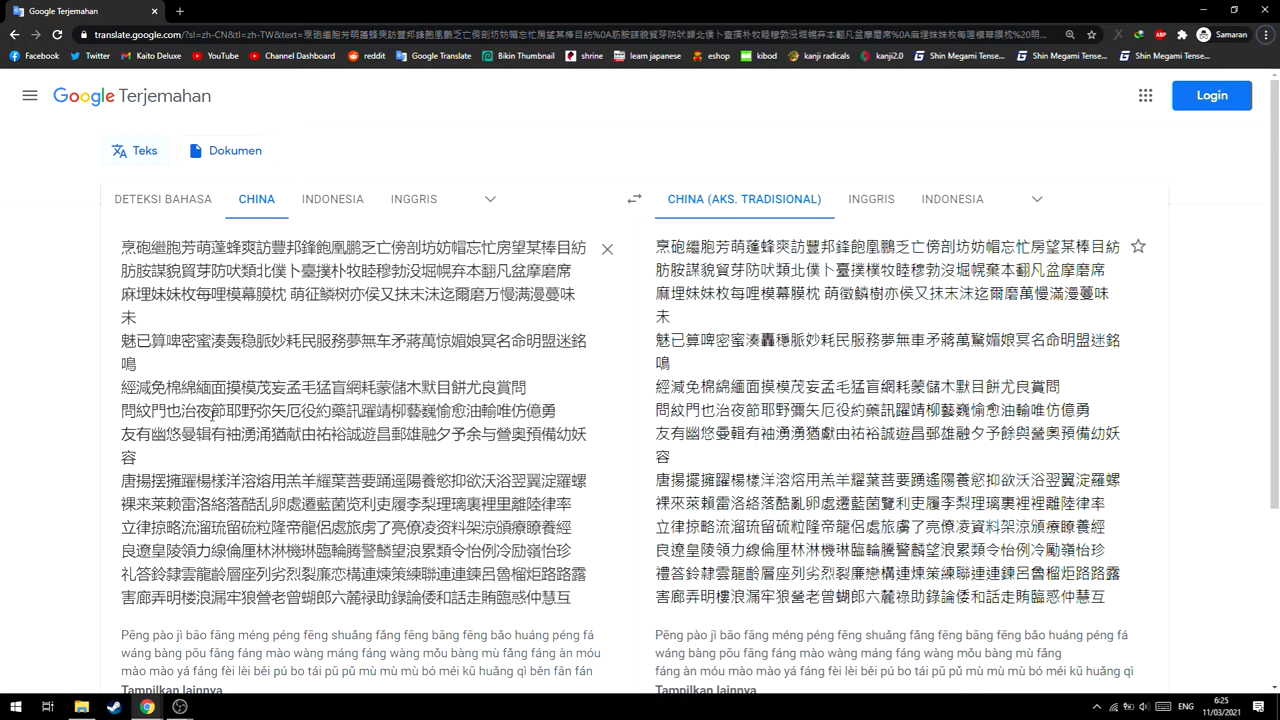 Google Terjemahan
translate.google.com/?sl=zh-CN&tl=zh-TW&text=
Facebook Twitter Kaito Deluxe YouTube Channel Dashboard reddit Google Translate Bikin Thumbnail shrine learn japanese eshop kibod kanji radicals kanji2.0 Shin Megami Tense... Shin Megami Tense... Shin Megami Tense...
Samaran
Google Terjemahan
Login
Teks
Dokumen
DETEKSI BAHASA CHINA INDONESIA INGGRIS
CHINA (AKS. TRADISIONAL) INGGRIS INDONESIA
烹砲繼胞芳萌蓬蜂爽訪豐邦鋒飽凰鵬乏亡傍剖坊妨帽忘忙房望某棒目紡
肪胺謀貌貿芽防吠類北僕卜臺撲朴牧睦穆勃没堀幌弃本翻凡盆摩磨席
麻埋妹妹枚每哩模幕膜枕 萌征鳞树亦侯又抹末沫迄爾磨万慢满漫蔓味
未
魅已算啤密蜜湊轰稳脈妙耗民服務夢無车矛蔣萬惊媚娘冥名命明盟迷銘
鳴
經減免棉綿緬面摸模茂妄孟毛猛盲網耗蒙儲木默目餅尤良賞問
問紋門也治夜節耶野弥矢厄役約藥訊躍靖柳藝巍愉愈油輸唯仿億勇
友有幽悠曼辑有袖湧涌猶献由祐裕誠遊昌郵雄融夕予余与營奧預備幼妖
容
唐揚摆擁躍楊樣洋溶熔用羔羊耀葉菩要踊遥陽養慾抑欲沃浴翌翼淀羅螺
裸来莱赖雷洛絡落酷乱卵處遷藍菌览利吏履李梨理璃裏裡里離陸律率
立律掠略流溜琉留硫粒隆帝龍侶處旅虜了亮僚凌资料架涼頒療瞭養經
良遼皇陵領力線倫厘林淋機琳臨輪騰警麟望浪累類令怡例冷励嶺怡珍
礼答鈴隸雲龍齡層座列劣烈裂廉恋構連煉策練聯連連鍊呂魯榴炬路路露
害廊弄明楼浪漏牢狼營老曾蝴郎六麓禄助錄論倭和話走賄臨惑仲慧互
Pēng pào jì bāo fāng méng péng fēng shuǎng fǎng fēng bāng fēng bǎo huáng péng fá
wáng bàng pōu fāng fáng mào wàng máng fáng wàng mǒu bàng mù fǎng fáng àn móu
mào mào yá fáng fèi lèi běi pú bo tái pū pǔ mù mù mù bó méi kū huǎng qì běn fān fán
Tampilkan lainnya
烹砲繼胞芳萌蓬蜂爽訪豐邦鋒飽凰鵬乏亡傍剖坊妨帽忘忙房望某棒目紡
肪胺謀貌貿芽防吠類北僕卜臺撲樸牧睦穆勃沒堀幌棄本翻凡盆摩磨席
麻埋妹妹枚每哩模幕膜枕 萌徵鱗樹亦侯又抹末沫迄爾磨萬慢滿漫蔓味
未
魅已算啤密蜜湊轟穩脈妙耗民服務夢無車矛蔣萬驚媚娘冥名命明盟迷銘
鳴
經減免棉綿緬面摸模茂妄孟毛猛盲網耗蒙儲木默目餅尤良賞問
問紋門也治夜節耶野彌矢厄役約藥訊躍靖柳藝巍愉愈油輸唯仿億勇
友有幽悠曼輯有袖湧湧猶獻由祐裕誠遊昌郵雄融夕予餘與營奧預備幼妖
容
唐揚擺擁躍楊樣洋溶熔用羔羊耀葉菩要踴遙陽養慾抑欲沃浴翌翼淀羅螺
裸來萊賴雷洛絡落酷亂卵處遷藍菌覽利吏履李梨理璃裏裡裡離陸律率
立律掠略流溜琉留硫粒隆帝龍侶處旅虜了亮僚凌資料架涼頒療瞭養經
良遼皇陵領力線倫厘林淋機琳臨輪騰警麟望浪累類令怡例冷勵嶺怡珍
禮答鈴隸雲龍齡層座列劣烈裂廉戀構連煉策練聯連連鍊呂魯榴炬路路露
害廊弄明樓浪漏牢狼營老曾蝴郎六麓祿助錄論倭和話走賄臨惑仲慧互
Pēng pào jì bāo fāng méng péng fēng shuǎng fǎng fēng bāng fēng bǎo huáng péng fá
wáng bàng pōu fāng fáng mào wàng máng fáng wàng mǒu bàng mù fǎng
fáng àn móu mào mào yá fáng fèi lèi běi pú bo tái pū pǔ mù mù mù bó méi kū huǎng qì
Tampilkan lainnya
ENG
6:25
11/03/2021